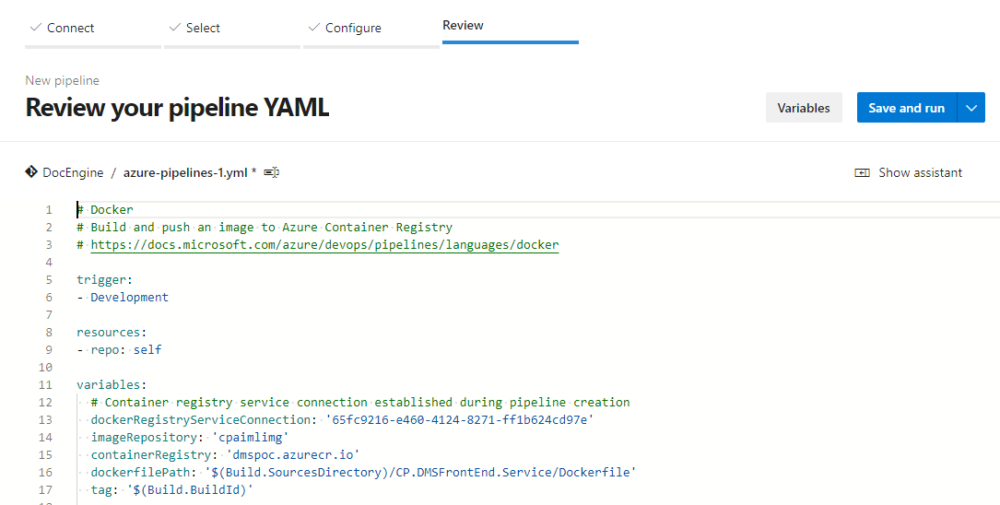 Connect Select Configure Review
New pipeline
Review your pipeline YAML
Variables Save and run
DocEngine / azure-pipelines-1.yml * Show assistant
1 # Docker
2 # Build and push an image to Azure Container Registry
3 # https://docs.microsoft.com/azure/devops/pipelines/languages/docker
4
5 trigger:
6 - Development
7
8 resources:
9 - repo: self
10
11 variables:
12 # Container registry service connection established during pipeline creation
13 dockerRegistryServiceConnection: '65fc9216-e460-4124-8271-ff1b624cd97e'
14 imageRepository: 'cpaimlimg'
15 containerRegistry: 'dmspoc.azurecr.io'
16 dockerfilePath: '$(Build.SourcesDirectory)/CP.DMSFrontEnd.Service/Dockerfile'
17 tag: '$(Build.BuildId)'